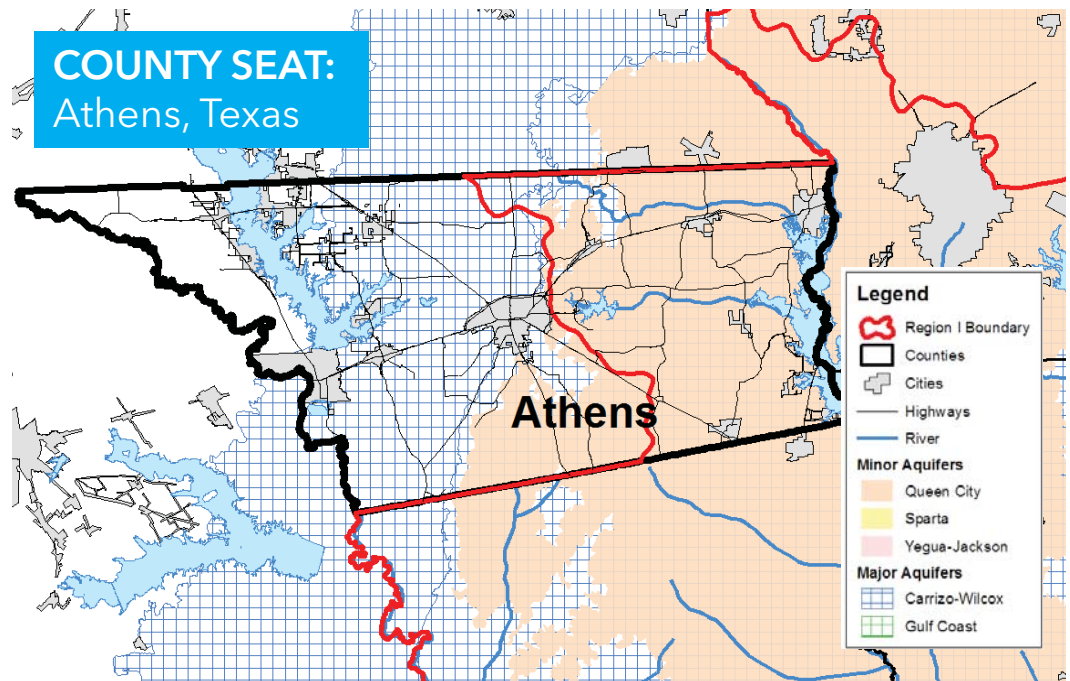 COUNTY SEAT:
Athens, Texas
Athens
Legend
Region I Boundary
Counties
Cities
Highways
River
Minor Aquifers
Queen City
Sparta
Yegua-Jackson
Major Aquifers
Carrizo-Wilcox
Gulf Coast